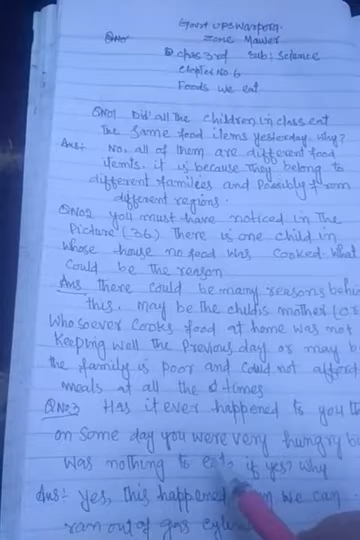 Govt UPS Warpora
Zone Mawer
class 3rd Sub: Science
Chapter No. 6
Foods we eat
QNo1 Did all the children in class eat
the same food items yesterday. why?
Ans: No, all of them are different food
items. it is because they belong to
different families and Possibly from
different regions.
QNo2 you must have noticed in The
Picture (36) There is one child in
whose house no food was cooked. what
Could be the reason
Ans There could be many reasons behi
this. may be the childs mother (or
Whosoever Cooks food at home was not
Keeping well the Previous day or may b
the family is poor and Could not afford
meals at all the times
QNo3 Has it ever happened to you th
on some day you were very hungry bu
was nothing to eat if yes? why
Ans:- yes, this happened we can
ran out of gas